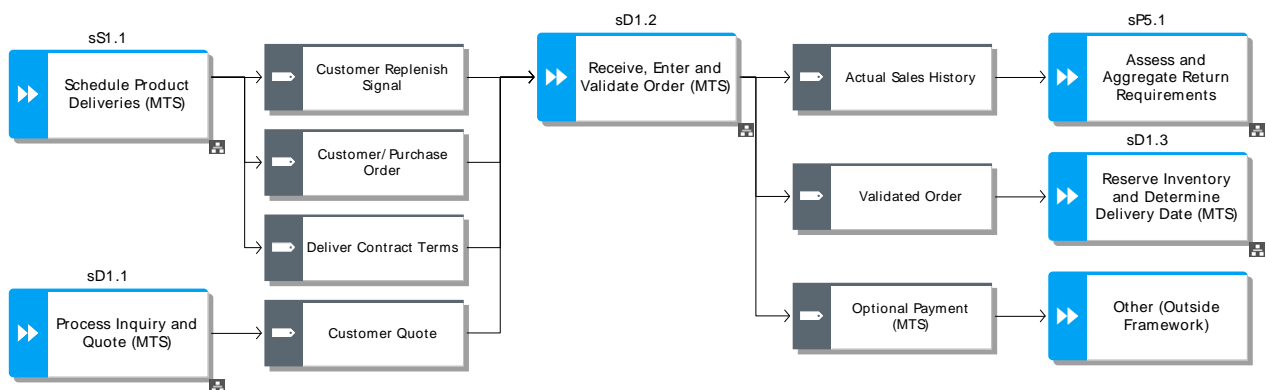 sS1.1
Schedule Product
Deliveries (MTS)
sD1.1
Process Inquiry and
Quote (MTS)
Customer Replenish
Signal
Customer/ Purchase
Order
Deliver Contract Terms
Customer Quote
sD1.2
Receive, Enter and
Validate Order (MTS)
Actual Sales History
Validated Order
Optional Payment
(MTS)
sP5.1
Assess and
Aggregate Return
Requirements
sD1.3
Reserve Inventory
and Determine
Delivery Date (MTS)
Other (Outside
Framework)